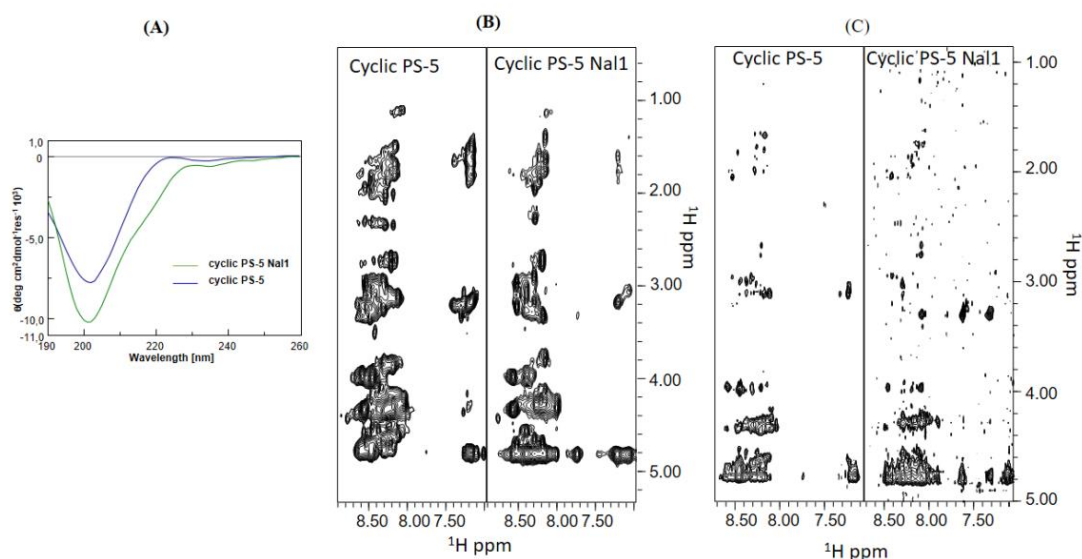 (A)
(B)
(C)
1,0
0
-5,0
-10,0
-11,0
θ(deg cm²dmol⁻¹res⁻¹ 10³)
cyclic PS-5 Nal1
cyclic PS-5
190 200 220 240 260
Wavelength [nm]
Cyclic PS-5
Cyclic PS-5 Nal1
1.00
2.00
3.00
4.00
5.00
¹H ppm
8.50 8.00 7.50
8.50 8.00 7.50
¹H ppm
Cyclic PS-5
Cyclic PS-5 Nal1
1.00
2.00
3.00
4.00
5.00
¹H ppm
8.50 8.00 7.50
8.50 8.00 7.50
¹H ppm
¹H ppm